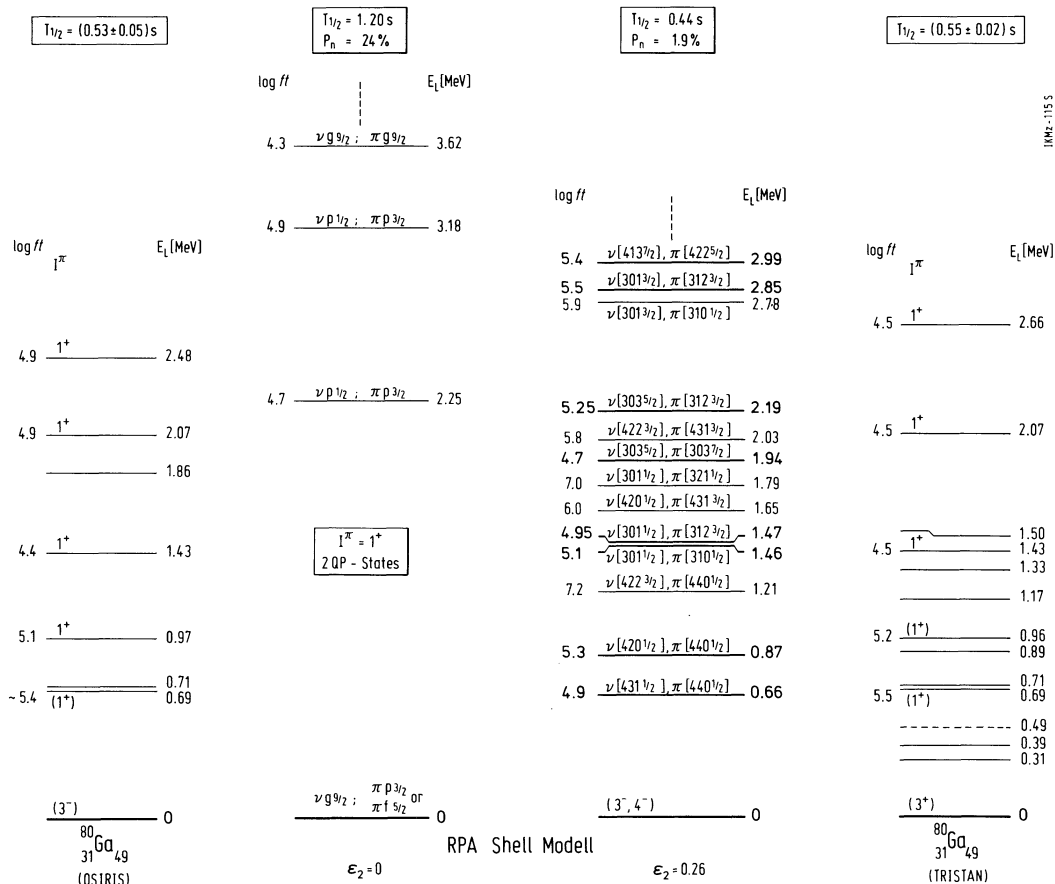 T1/2 = (0.53 ± 0.05) s
log ft
Iπ
EL [MeV]
4.9 1+ 2.48
4.9 1+ 2.07
1.86
4.4 1+ 1.43
5.1 1+ 0.97
0.71
~5.4 (1+) 0.69
(3-) 0
80
31Ga49
(OSIRIS)
T1/2 = 1.20 s
Pn = 24%
log ft
EL [MeV]
4.3 νg9/2 ; πg9/2 3.62
4.9 νp1/2 ; πp3/2 3.18
4.7 νp1/2 ; πp3/2 2.25
Iπ = 1+
2QP - States
νg9/2 ; πp3/2 or
πf5/2 0
ε2 = 0
RPA Shell Modell
T1/2 = 0.44 s
Pn = 1.9%
log ft
EL [MeV]
5.4 ν[413 7/2], π[422 5/2] 2.99
5.5 ν[301 3/2], π[312 3/2] 2.85
5.9 2.78
ν[301 3/2], π[310 1/2]
5.25 ν[303 5/2], π[312 3/2] 2.19
5.8 ν[422 3/2], π[431 3/2] 2.03
4.7 ν[303 5/2], π[303 7/2] 1.94
7.0 ν[301 1/2], π[321 1/2] 1.79
6.0 ν[420 1/2], π[431 3/2] 1.65
4.95 ν[301 1/2], π[312 3/2] 1.47
5.1 ν[301 1/2], π[310 1/2] 1.46
7.2 ν[422 3/2], π[440 1/2] 1.21
5.3 ν[420 1/2], π[440 1/2] 0.87
4.9 ν[431 1/2], π[440 1/2] 0.66
(3-, 4-) 0
ε2 = 0.26
T1/2 = (0.55 ± 0.02) s
log ft
Iπ
EL [MeV]
4.5 1+ 2.66
4.5 1+ 2.07
1.50
4.5 1+ 1.43
1.33
1.17
5.2 (1+) 0.96
0.89
0.71
5.5 (1+) 0.69
0.49
0.39
0.31
(3+) 0
80
31Ga49
(TRISTAN)
IKMz-115 S